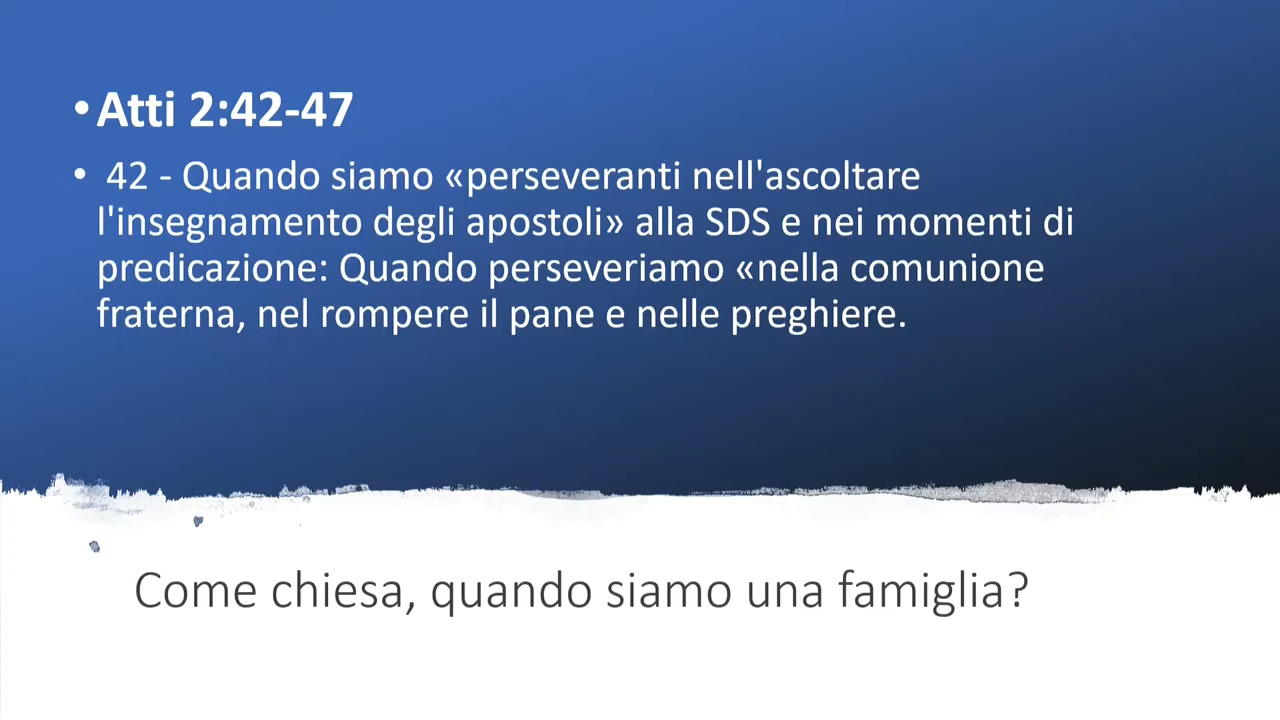 •Atti 2:42-47
• 42 - Quando siamo «perseveranti nell'ascoltare
l'insegnamento degli apostoli» alla SDS e nei momenti di
predicazione: Quando perseveriamo «nella comunione
fraterna, nel rompere il pane e nelle preghiere.
Come chiesa, quando siamo una famiglia?